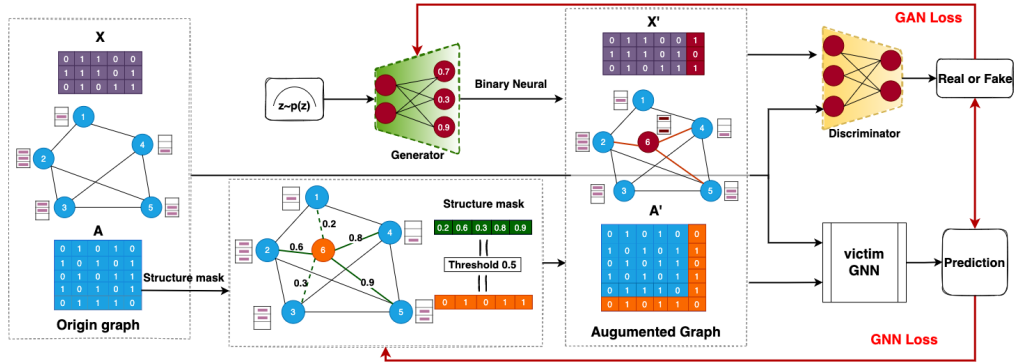 X
0 1 1 0 0
1 1 1 0 1
0 1 0 1 1
1
2
4
3
5
A
0 1 0 1 0
1 0 1 0 1
0 1 0 1 1
1 0 1 0 1
0 1 1 1 0
Origin graph
Structure mask
z~p(z)
0.7
0.3
0.9
Generator
Binary Neural
1
2
6
4
3
5
0.2
0.6
0.8
0.3
0.9
Structure mask
0.2 0.6 0.3 0.8 0.9
Threshold 0.5
0 1 0 1 1
X'
0 1 1 0 0 1
1 1 1 0 1 0
0 1 0 1 1 1
1
2
6
4
3
5
A'
0 1 0 1 0 0
1 0 1 0 1 1
0 1 0 1 1 0
1 0 1 0 1 1
0 1 1 1 0 1
0 1 0 1 1 0
Augumented Graph
GAN Loss
Discriminator
Real or Fake
victim
GNN
Prediction
GNN Loss